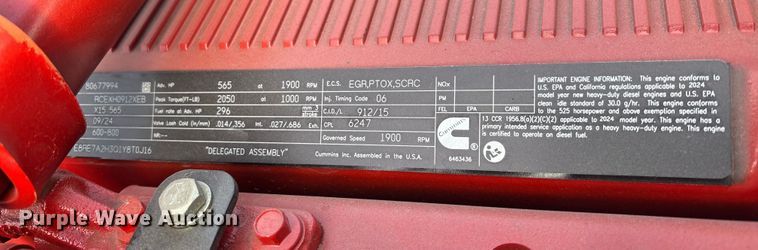 80677994 Adv. HP 565 at 1900 RPM E.C.S. EGR,PTOX,SCRC NOx
RCEXH0912XEB Peak Torque(FT-LB) 2050 at 1000 RPM Inj. Timing Code 06 PM
X15 565 Fuel rate at Adv. HP 296 mm 3 stroke C.I.D./L 912/15
09/24 Valve Lash Cold (in/mm) .014/.356 Int. .027/.686 Exh. CPL 6247
600-800 NR:-- Governed Speed 1900 RPM
E8AE7A2H3Q1Y8T0J16 "DELEGATED ASSEMBLY" Cummins Inc. Assembled in the U.S.A.
IMPORTANT ENGINE INFORMATION: This engine conforms to
U.S. EPA and California regulations applicable to 2024
model year new heavy-duty diesel engines and U.S. EPA
clean idle standard of 30.0 g/hr. This engine conforms
to the 525 horsepower and above exemption specified in
13 CCR 1956.8(a)(2)(C)(2) applicable to 2024 model year. This engine has a
primary intended service application as a heavy heavy-duty engine. This engine is
certified to operate on diesel fuel.
Cummins
6463436
Purple Wave Auction